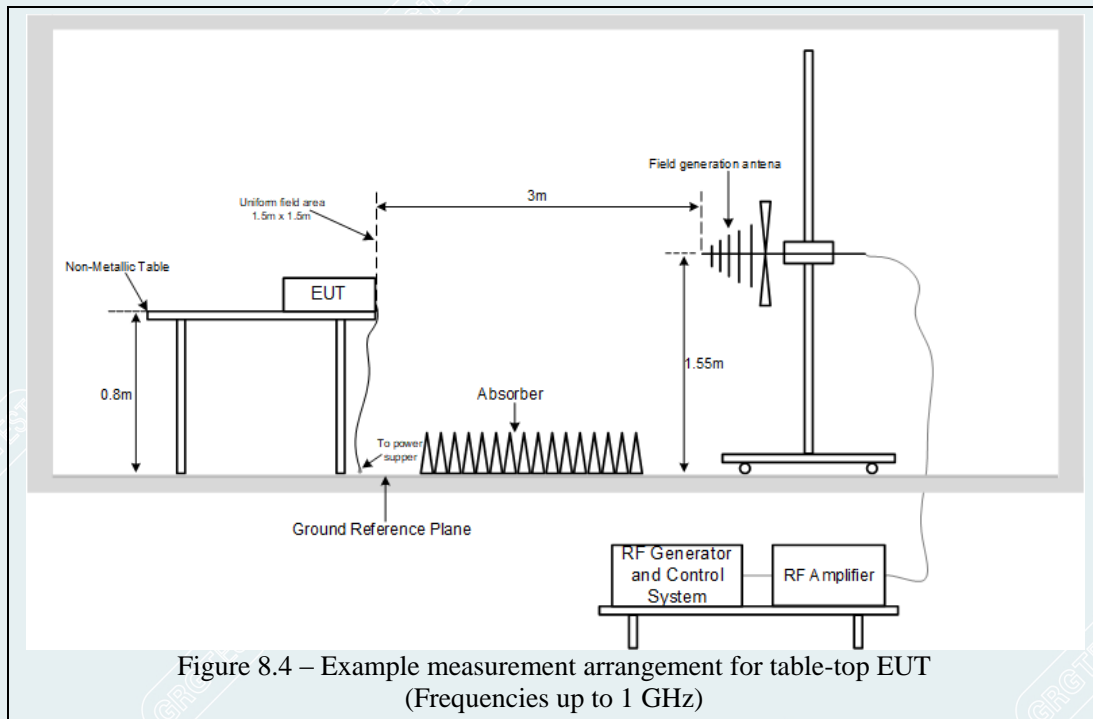 Field generation antena
3m
Uniform field area
1.5m x 1.5m
Non-Metallic Table
EUT
0.8m
1.55m
Absorber
To power
supper
Ground Reference Plane
RF Generator
and Control
System
RF Amplifier
Figure 8.4 – Example measurement arrangement for table-top EUT
(Frequencies up to 1 GHz)